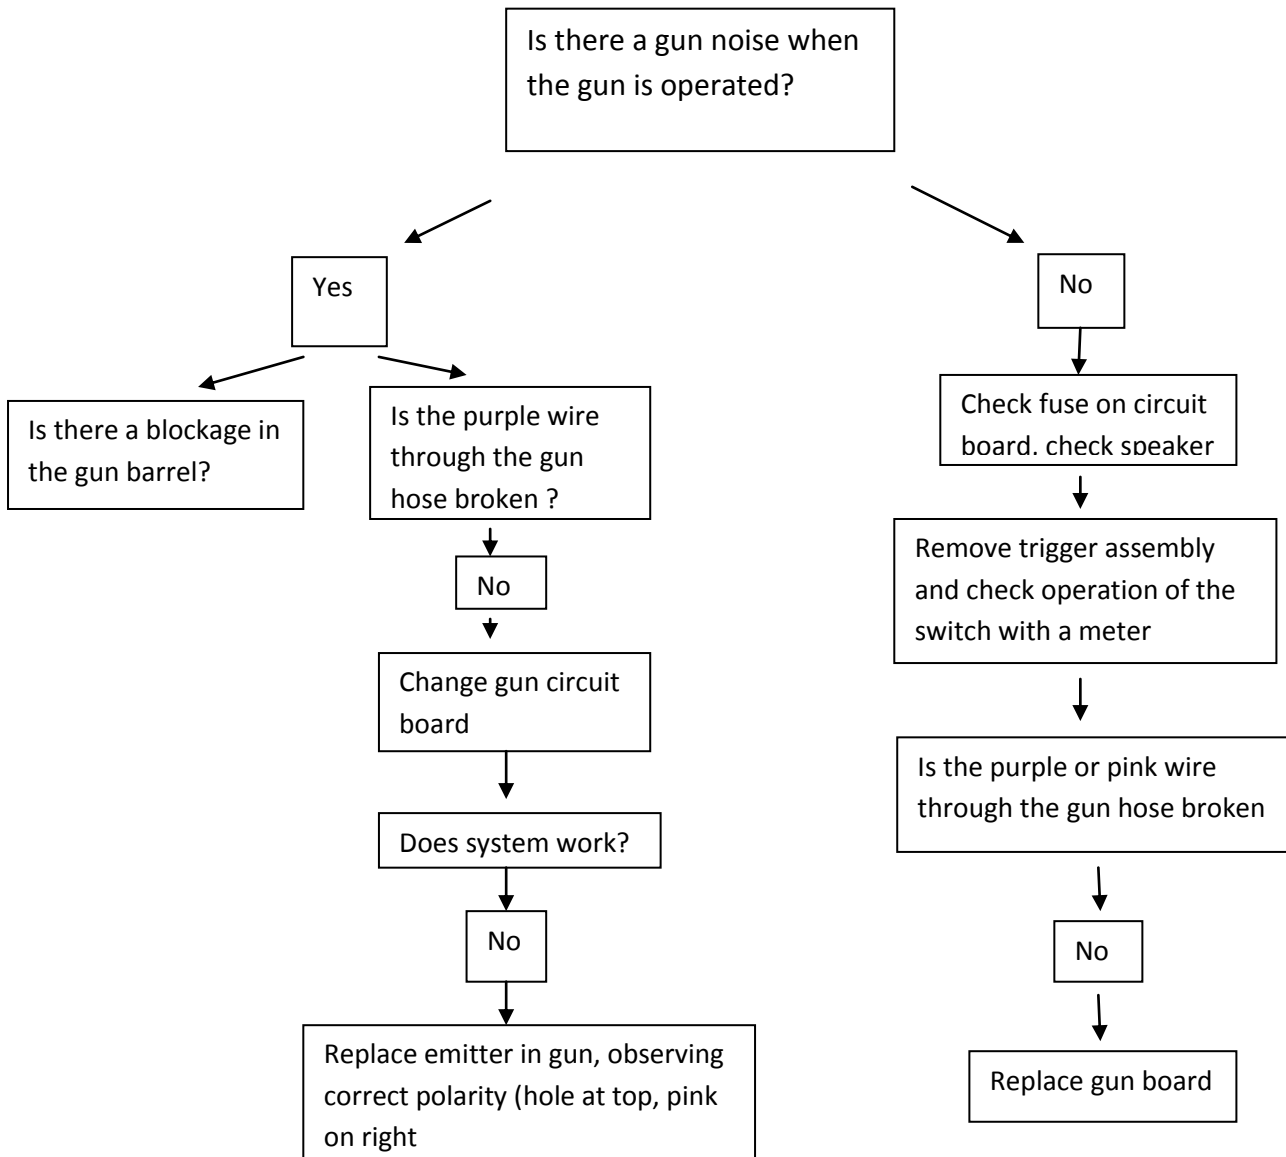 Is there a gun noise when
the gun is operated?
Yes
No
Is there a blockage in
the gun barrel?
Is the purple wire
through the gun
hose broken ?
Check fuse on circuit
board, check speaker
No
Remove trigger assembly
and check operation of the
switch with a meter
Change gun circuit
board
Is the purple or pink wire
through the gun hose broken
Does system work?
No
No
Replace emitter in gun, observing
correct polarity (hole at top, pink
on right
Replace gun board